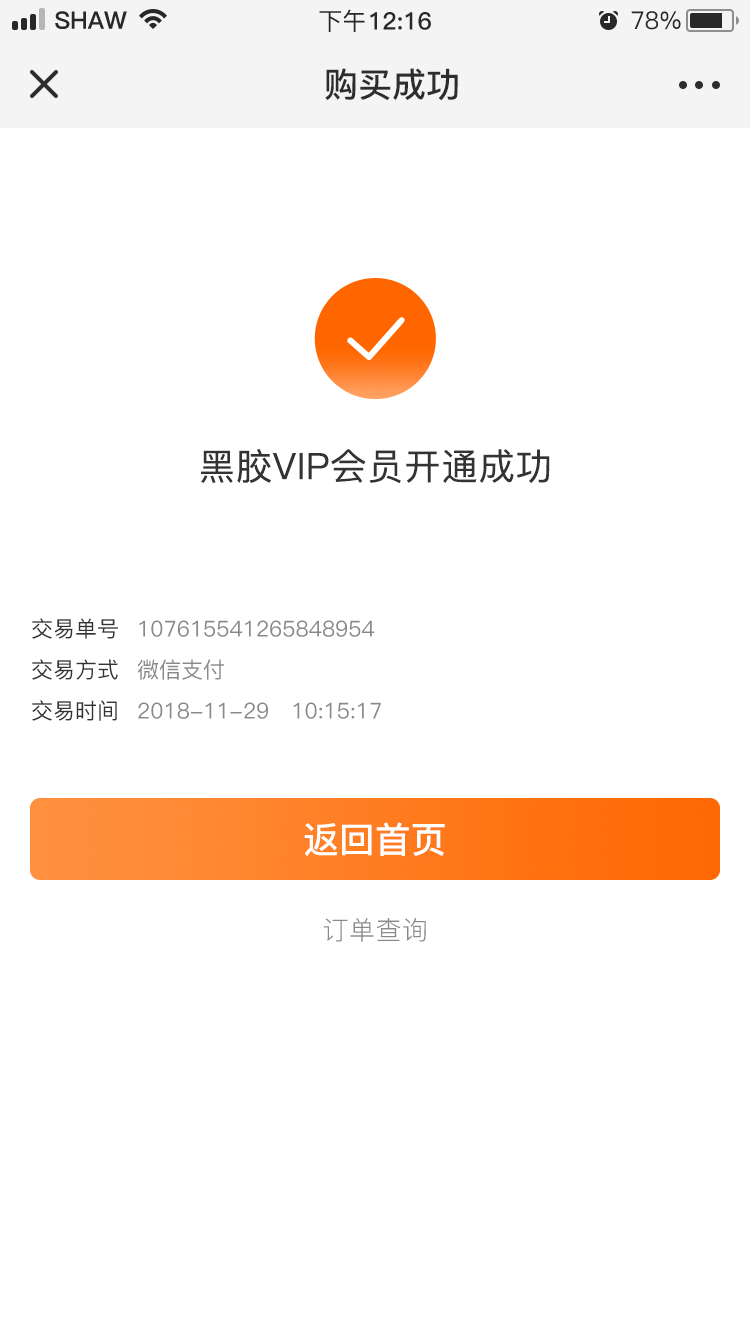 SHAW 下午12:16 78%
购买成功
黑胶VIP会员开通成功
交易单号 107615541265848954
交易方式 微信支付
交易时间 2018-11-29 10:15:17
返回首页
订单查询